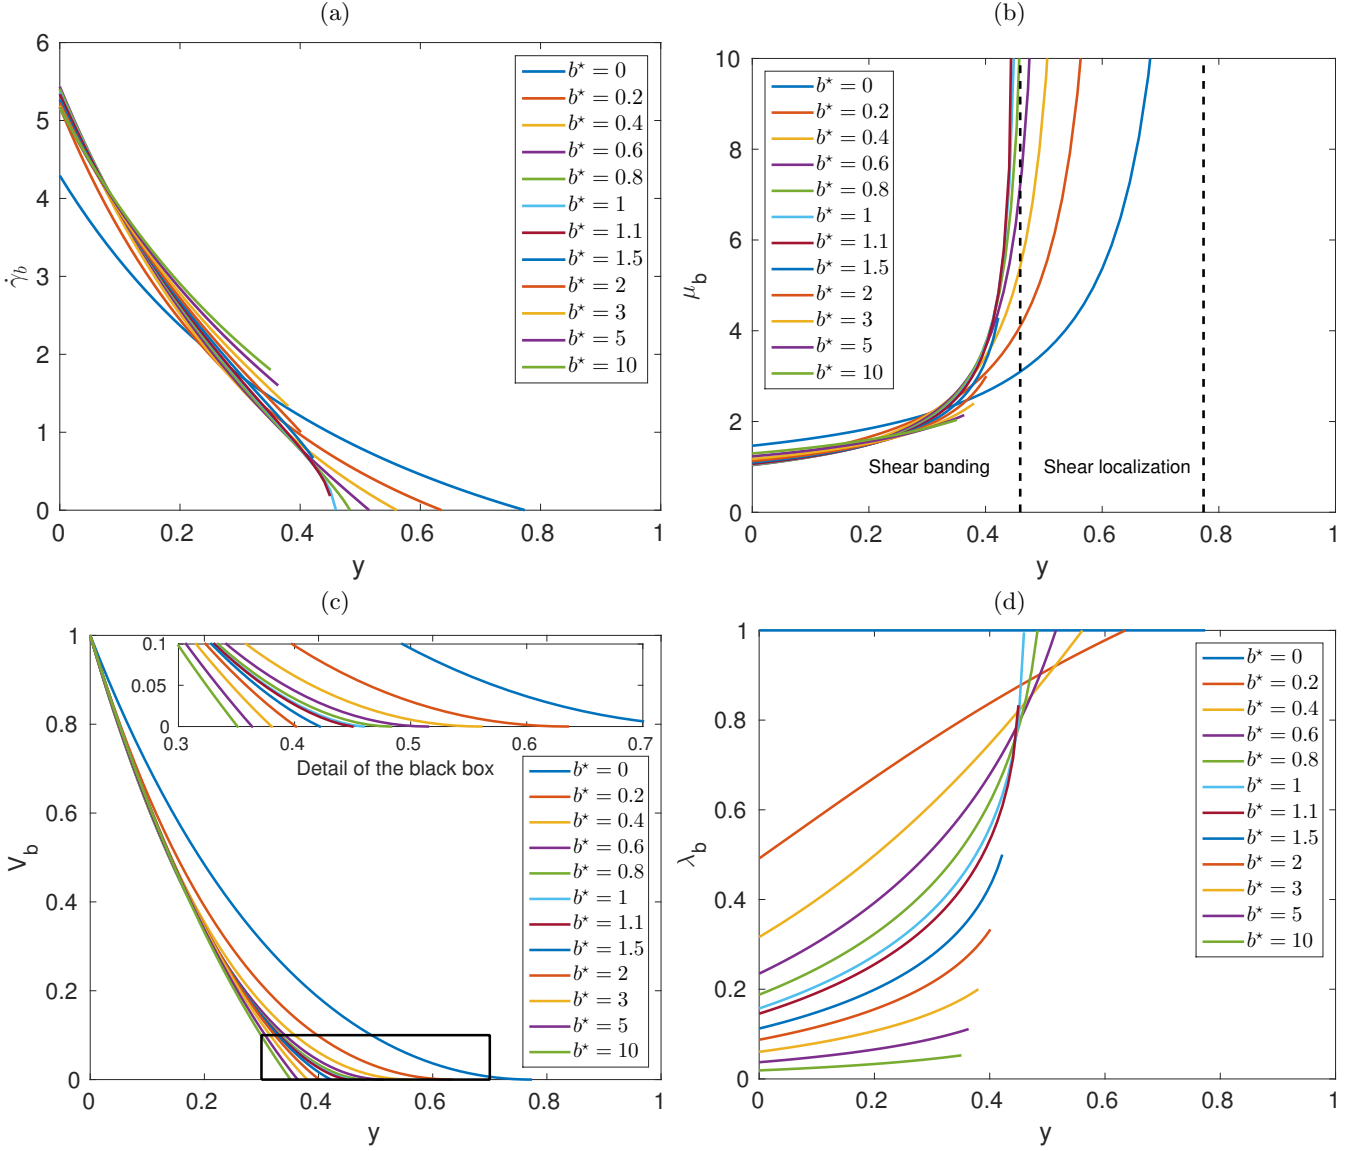 (a)
6
5
4
3
2
1
0
0
0.2
0.4
0.6
0.8
1
γ̇_b
y
b⋆ = 0
b⋆ = 0.2
b⋆ = 0.4
b⋆ = 0.6
b⋆ = 0.8
b⋆ = 1
b⋆ = 1.1
b⋆ = 1.5
b⋆ = 2
b⋆ = 3
b⋆ = 5
b⋆ = 10
(b)
10
8
6
4
2
0
0
0.2
0.4
0.6
0.8
1
μ_b
y
b⋆ = 0
b⋆ = 0.2
b⋆ = 0.4
b⋆ = 0.6
b⋆ = 0.8
b⋆ = 1
b⋆ = 1.1
b⋆ = 1.5
b⋆ = 2
b⋆ = 3
b⋆ = 5
b⋆ = 10
Shear banding
Shear localization
(c)
1
0.8
0.6
0.4
0.2
0
0
0.2
0.4
0.6
0.8
1
V_b
y
0.1
0.05
0
0.3
0.4
0.5
0.6
0.7
Detail of the black box
b⋆ = 0
b⋆ = 0.2
b⋆ = 0.4
b⋆ = 0.6
b⋆ = 0.8
b⋆ = 1
b⋆ = 1.1
b⋆ = 1.5
b⋆ = 2
b⋆ = 3
b⋆ = 5
b⋆ = 10
(d)
1
0.8
0.6
0.4
0.2
0
0
0.2
0.4
0.6
0.8
1
λ_b
y
b⋆ = 0
b⋆ = 0.2
b⋆ = 0.4
b⋆ = 0.6
b⋆ = 0.8
b⋆ = 1
b⋆ = 1.1
b⋆ = 1.5
b⋆ = 2
b⋆ = 3
b⋆ = 5
b⋆ = 10